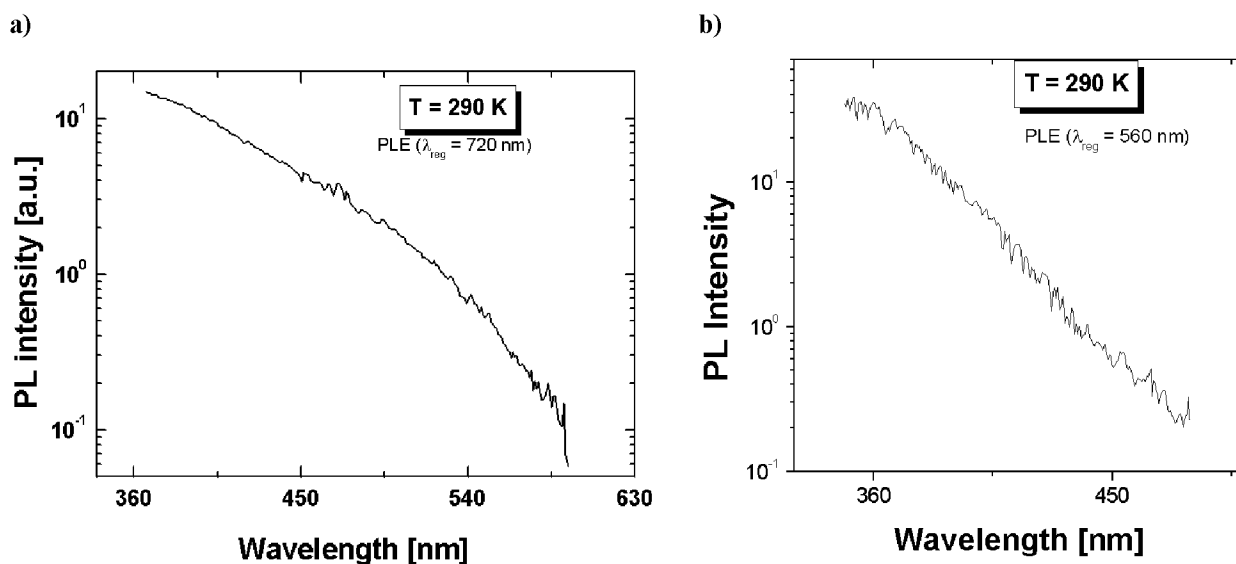 a)
T = 290 K
PLE (λreg = 720 nm)
PL intensity [a.u.]
10¹
10⁰
10⁻¹
360 450 540 630
Wavelength [nm]
b)
T = 290 K
PLE (λreg = 560 nm)
PL Intensity
10¹
10⁰
10⁻¹
360 450
Wavelength [nm]